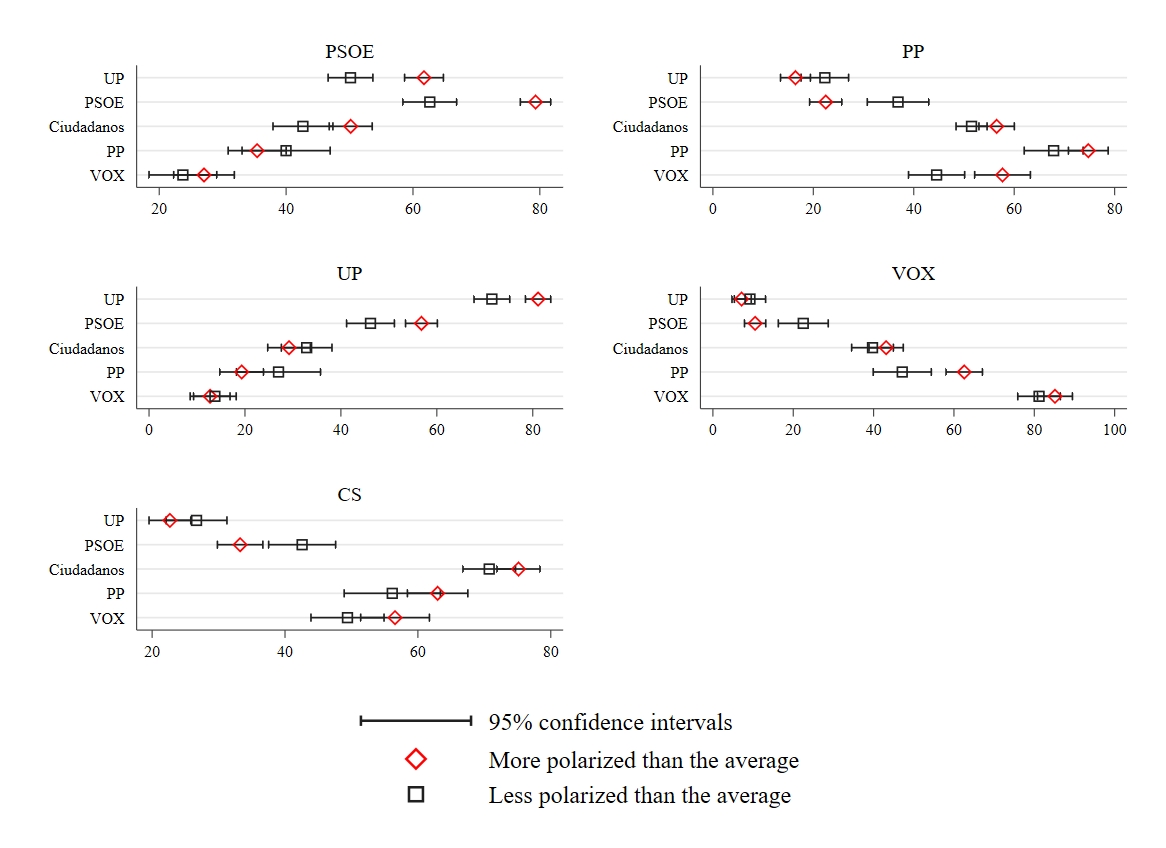 PSOE
UP
PSOE
Ciudadanos
PP
VOX
20 40 60 80
PP
UP
PSOE
Ciudadanos
PP
VOX
0 20 40 60 80
UP
UP
PSOE
Ciudadanos
PP
VOX
0 20 40 60 80
VOX
UP
PSOE
Ciudadanos
PP
VOX
0 20 40 60 80 100
CS
UP
PSOE
Ciudadanos
PP
VOX
20 40 60 80
95% confidence intervals
More polarized than the average
Less polarized than the average